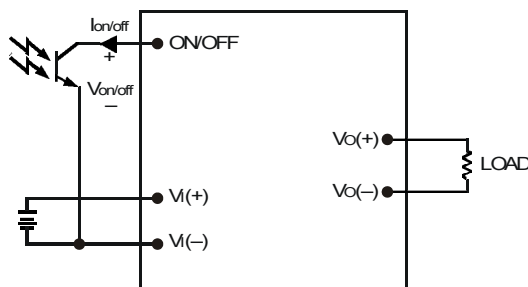 Ion/off
+
ON/OFF
Von/off
–
VO(+)
LOAD
VO(–)
VI(+)
VI(–)